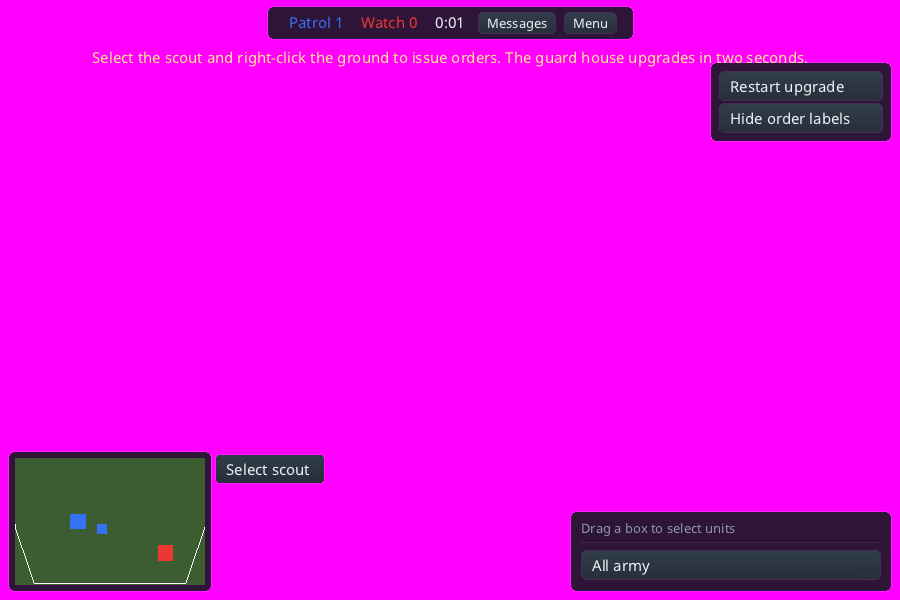 Patrol 1 Watch 0 0:01 Messages Menu
Select the scout and right-click the ground to issue orders. The guard house upgrades in two seconds.
Restart upgrade
Hide order labels
Select scout
Drag a box to select units
All army